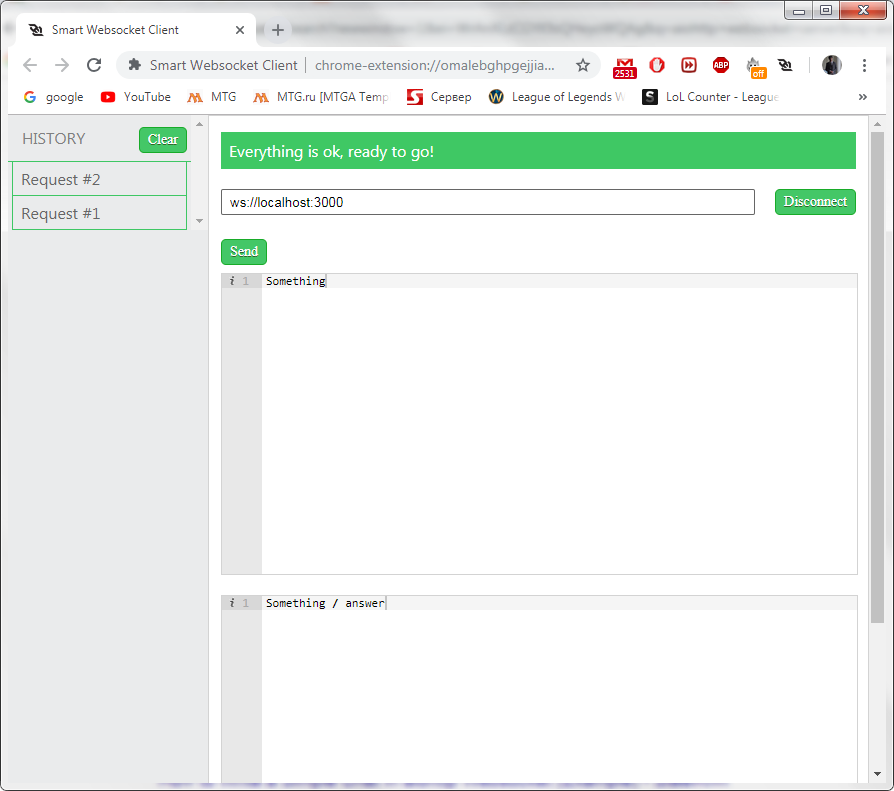 Smart Websocket Client
Smart Websocket Client chrome-extension://omalebghpgejjia... 2531 ABP off
google YouTube MTG MTG.ru [MTGA Temp Сервер League of Legends W LoL Counter - League »
HISTORY Clear
Request #2
Request #1
Everything is ok, ready to go!
ws://localhost:3000 Disconnect
Send
i 1 Something
i 1 Something / answer